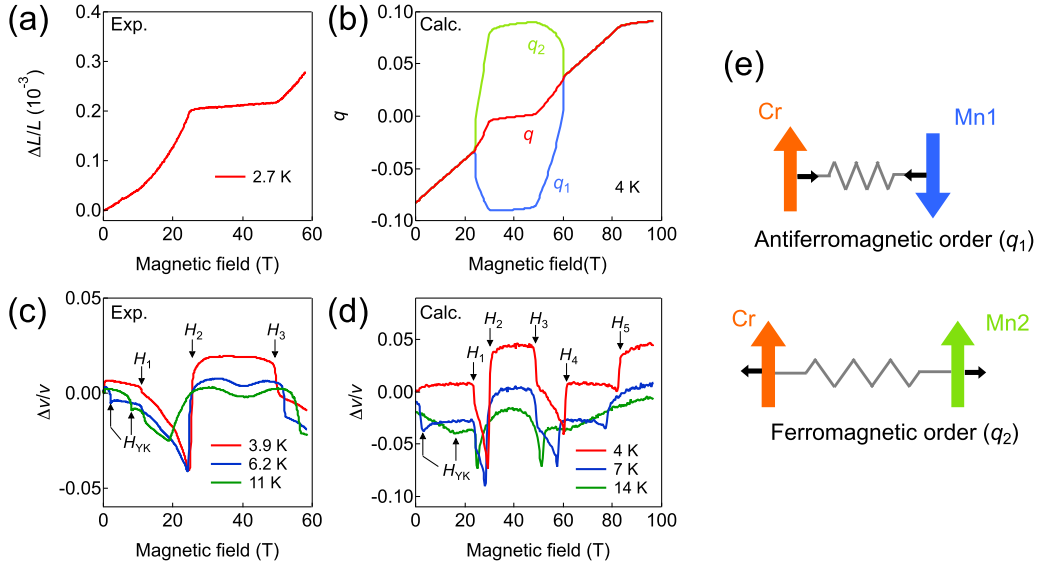 (a)
Exp.
0.4
0.3
0.2
0.1
0.0
ΔL/L (10⁻³)
2.7 K
0
20
40
60
Magnetic field (T)
(b)
Calc.
0.10
0.05
0.00
-0.05
-0.10
q
q₂
q
q₁
4 K
0
20
40
60
80
100
Magnetic field(T)
(c)
Exp.
0.05
0.00
-0.05
Δv/v
H₁
H₂
H₃
H_YK
3.9 K
6.2 K
11 K
0
20
40
60
Magnetic field (T)
(d)
Calc.
0.05
0.00
-0.05
-0.10
Δv/v
H₁
H₂
H₃
H₄
H₅
H_YK
4 K
7 K
14 K
0
20
40
60
80
100
Magnetic field (T)
(e)
Cr
Mn1
Antiferromagnetic order (q₁)
Cr
Mn2
Ferromagnetic order (q₂)